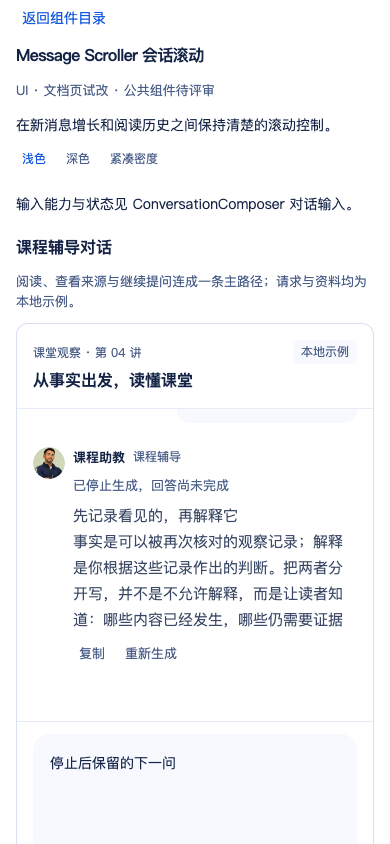 返回组件目录
Message Scroller 会话滚动
UI · 文档页试改 · 公共组件待评审
在新消息增长和阅读历史之间保持清楚的滚动控制。
浅色 深色 紧凑密度
输入能力与状态见 ConversationComposer 对话输入。
课程辅导对话
阅读、查看来源与继续提问连成一条主路径；请求与资料均为
本地示例。
课堂观察 · 第 04 讲 本地示例
从事实出发，读懂课堂
课程助教 课程辅导
已停止生成，回答尚未完成
先记录看见的，再解释它
事实是可以被再次核对的观察记录；解释
是你根据这些记录作出的判断。把两者分
开写，并不是不允许解释，而是让读者知
道：哪些内容已经发生，哪些仍需要证据
复制 重新生成
停止后保留的下一问